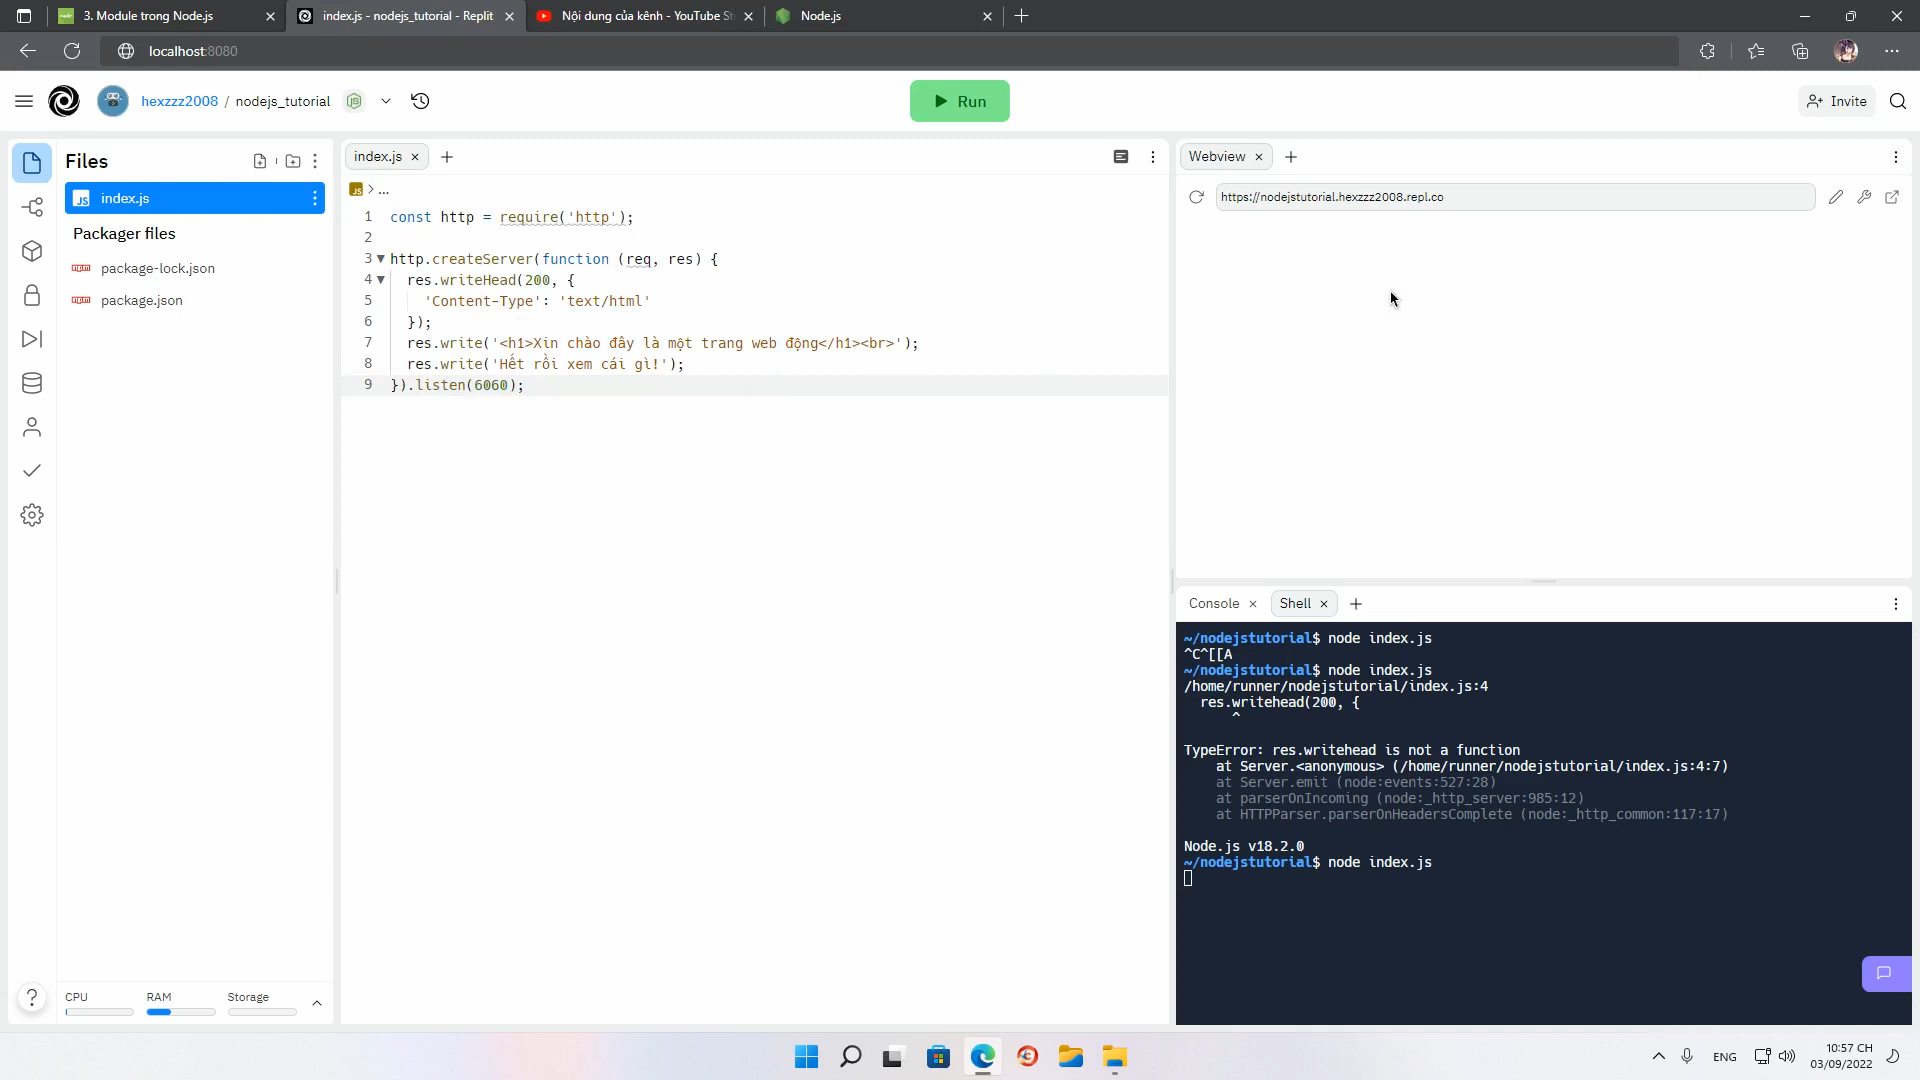 3. Module trong Node.js
index.js - nodejs_tutorial - Replit
Nội dung của kênh - YouTube St
Node.js
localhost:8080
hexzzz2008 / nodejs_tutorial
Run
Invite
Files
index.js
Packager files
package-lock.json
package.json
index.js
JS > ...
1 const http = require('http');
2
3 http.createServer(function (req, res) {
4 res.writeHead(200, {
5 'Content-Type': 'text/html'
6 });
7 res.write('<h1>Xin chào đây là một trang web động</h1><br>');
8 res.write('Hết rồi xem cái gì!');
9 }).listen(6060);
Webview
https://nodejstutorial.hexzzz2008.repl.co
Console
Shell
~/nodejstutorial$ node index.js
^C^[[A
~/nodejstutorial$ node index.js
/home/runner/nodejstutorial/index.js:4
res.writehead(200, {
^
TypeError: res.writehead is not a function
at Server.<anonymous> (/home/runner/nodejstutorial/index.js:4:7)
at Server.emit (node:events:527:28)
at parserOnIncoming (node:_http_server:985:12)
at HTTPParser.parserOnHeadersComplete (node:_http_common:117:17)
Node.js v18.2.0
~/nodejstutorial$ node index.js
CPU
RAM
Storage
?
ENG
10:57 CH
03/09/2022